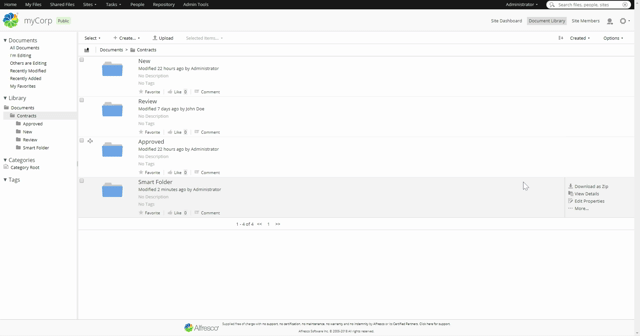 Home My Files Shared Files Sites Tasks People Repository Admin Tools Administrator Search files, people, sites
myCorp Public Site Dashboard Document Library Site Members
Documents
All Documents
I'm Editing
Others are Editing
Recently Modified
Recently Added
My Favorites
Library
Documents
Contracts
Approved
New
Review
Smart Folder
Categories
Category Root
Tags
Select Create... Upload Selected Items... Created Options
Documents Contracts
New
Modified 22 hours ago by Administrator
No Description
No Tags
Favorite Like 0 Comment
Review
Modified 7 days ago by John Doe
No Description
No Tags
Favorite Like 0 Comment
Approved
Modified 22 hours ago by Administrator
No Description
No Tags
Favorite Like 0 Comment
Smart Folder
Modified 2 minutes ago by Administrator
No Description
No Tags
Favorite Like 0 Comment
Download as Zip
View Details
Edit Properties
More...
1 - 4 of 4 << 1 >>
Alfresco
Supplied free of charge with no support, no certification, no maintenance, no warranty and no indemnity by Alfresco or its Certified Partners. Click here for support.
Alfresco Software Inc. © 2005-2016 All rights reserved.